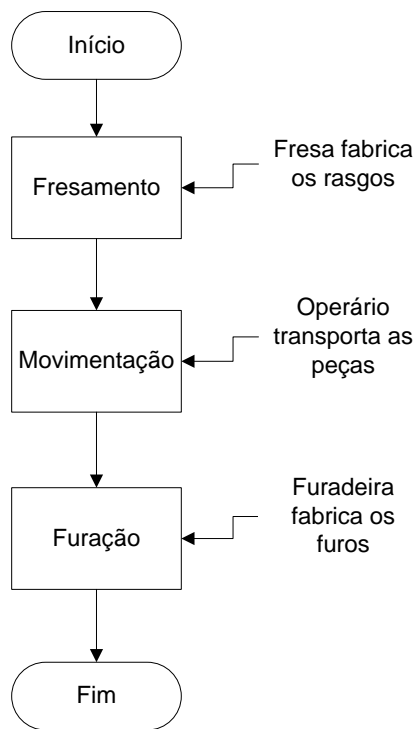 Início
Fresamento
Fresa fabrica
os rasgos
Movimentação
Operário
transporta as
peças
Furação
Furadeira
fabrica os
furos
Fim